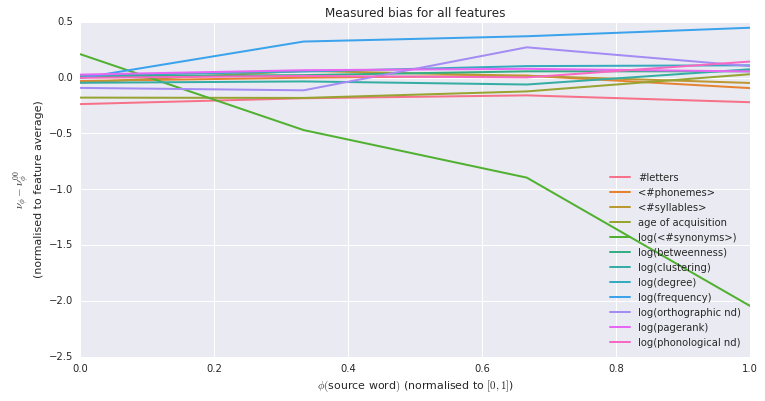 Measured bias for all features
0.5
0.0
−0.5
−1.0
−1.5
−2.0
−2.5
ν_ϕ − ν_ϕ^00
(normalised to feature average)
#letters
<#phonemes>
<#syllables>
age of acquisition
log(<#synonyms>)
log(betweenness)
log(clustering)
log(degree)
log(frequency)
log(orthographic nd)
log(pagerank)
log(phonological nd)
0.0 0.2 0.4 0.6 0.8 1.0
ϕ(source word) (normalised to [0, 1])